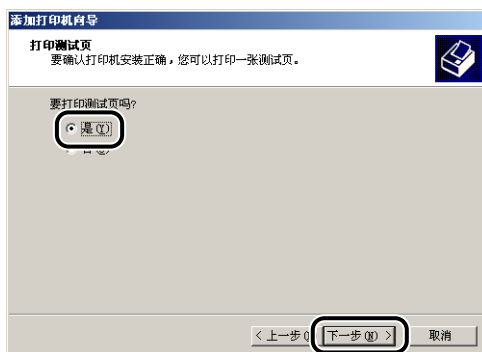 添加打印机向导
打印测试页
要确认打印机安装正确，您可以打印一张测试页。
要打印测试页吗?
是(Y)
< 上一步
下一步(N) >
取消